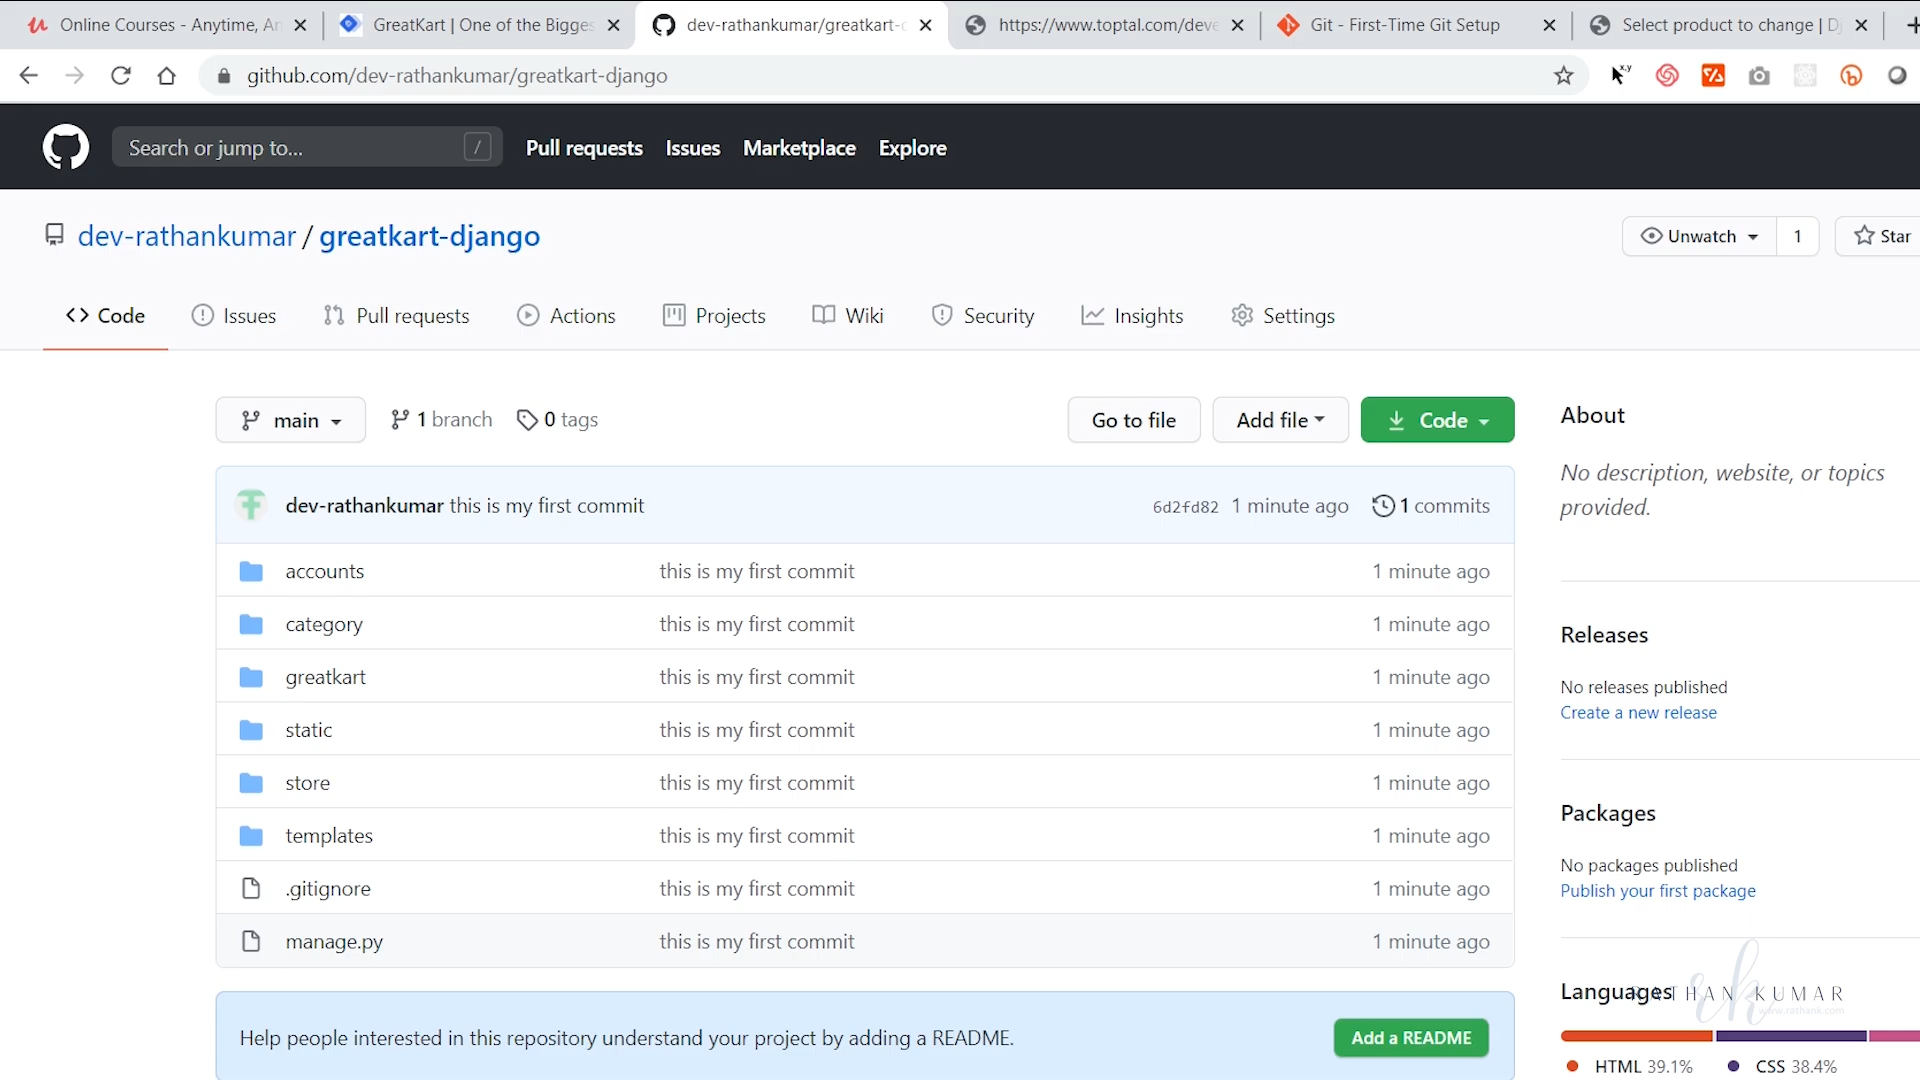 Online Courses - Anytime, An
GreatKart | One of the Bigges
dev-rathankumar/greatkart-d
https://www.toptal.com/deve
Git - First-Time Git Setup
Select product to change | Dj
github.com/dev-rathankumar/greatkart-django
Search or jump to... /
Pull requests Issues Marketplace Explore
dev-rathankumar / greatkart-django
Unwatch 1 Star
Code Issues Pull requests Actions Projects Wiki Security Insights Settings
main 1 branch 0 tags Go to file Add file Code
dev-rathankumar this is my first commit 6d2fd82 1 minute ago 1 commits
accounts this is my first commit 1 minute ago
category this is my first commit 1 minute ago
greatkart this is my first commit 1 minute ago
static this is my first commit 1 minute ago
store this is my first commit 1 minute ago
templates this is my first commit 1 minute ago
.gitignore this is my first commit 1 minute ago
manage.py this is my first commit 1 minute ago
Help people interested in this repository understand your project by adding a README.
Add a README
About
No description, website, or topics
provided.
Releases
No releases published
Create a new release
Packages
No packages published
Publish your first package
Languages
rk
RATHAN KUMAR
www.rathank.com
HTML 39.1% CSS 38.4%